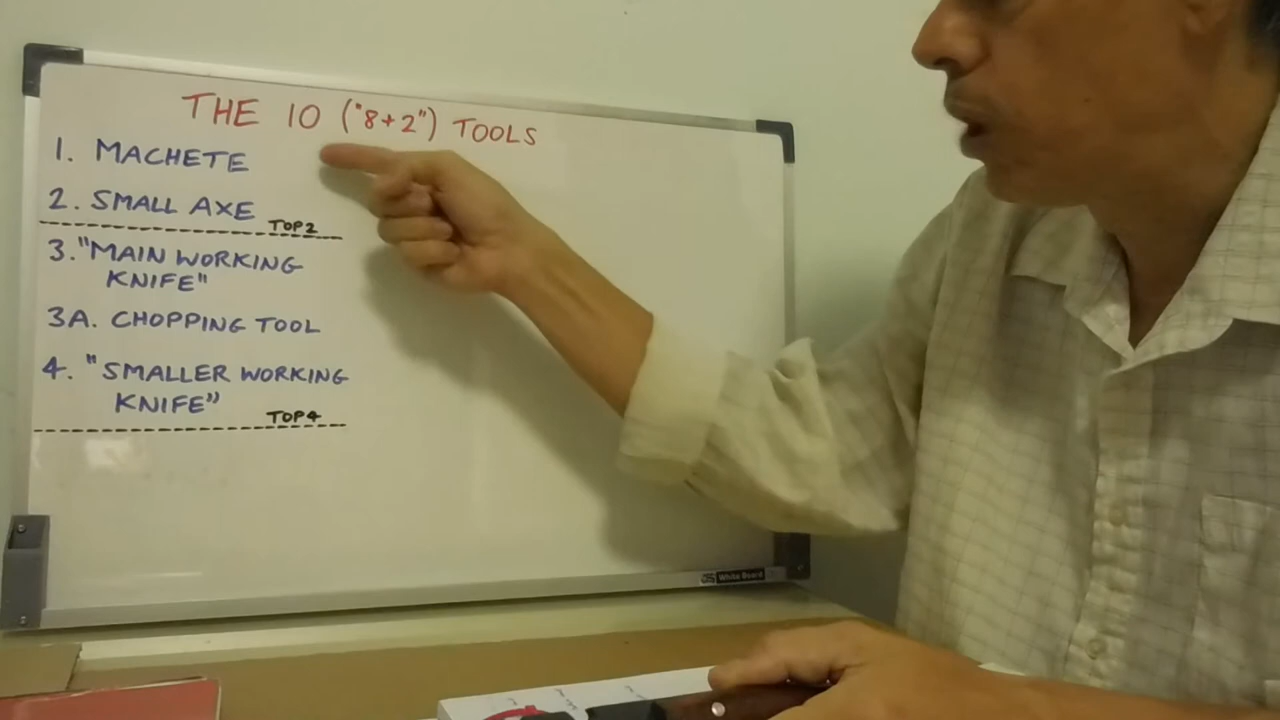 THE 10 ("8+2") TOOLS
1. MACHETE
2. SMALL AXE
TOP 2
3. "MAIN WORKING
KNIFE"
3A. CHOPPING TOOL
4. "SMALLER WORKING
KNIFE"
TOP 4
White Board